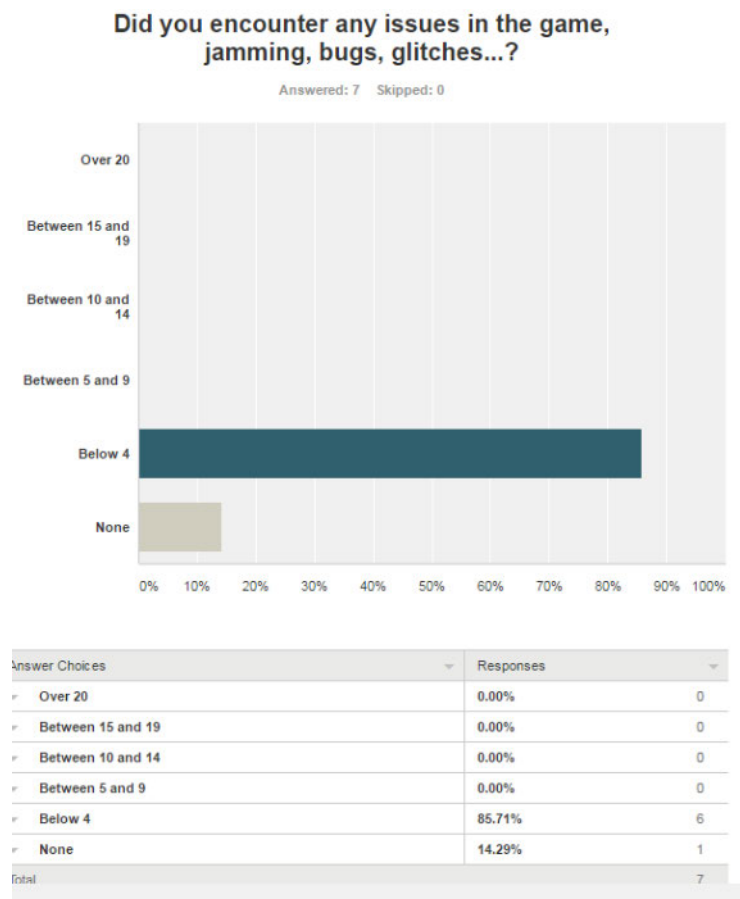 Did you encounter any issues in the game,
jamming, bugs, glitches...?
Answered: 7 Skipped: 0
Over 20
Between 15 and
19
Between 10 and
14
Between 5 and 9
Below 4
None
0% 10% 20% 30% 40% 50% 60% 70% 80% 90% 100%
Answer Choices Responses
Over 20 0.00% 0
Between 15 and 19 0.00% 0
Between 10 and 14 0.00% 0
Between 5 and 9 0.00% 0
Below 4 85.71% 6
None 14.29% 1
Total 7